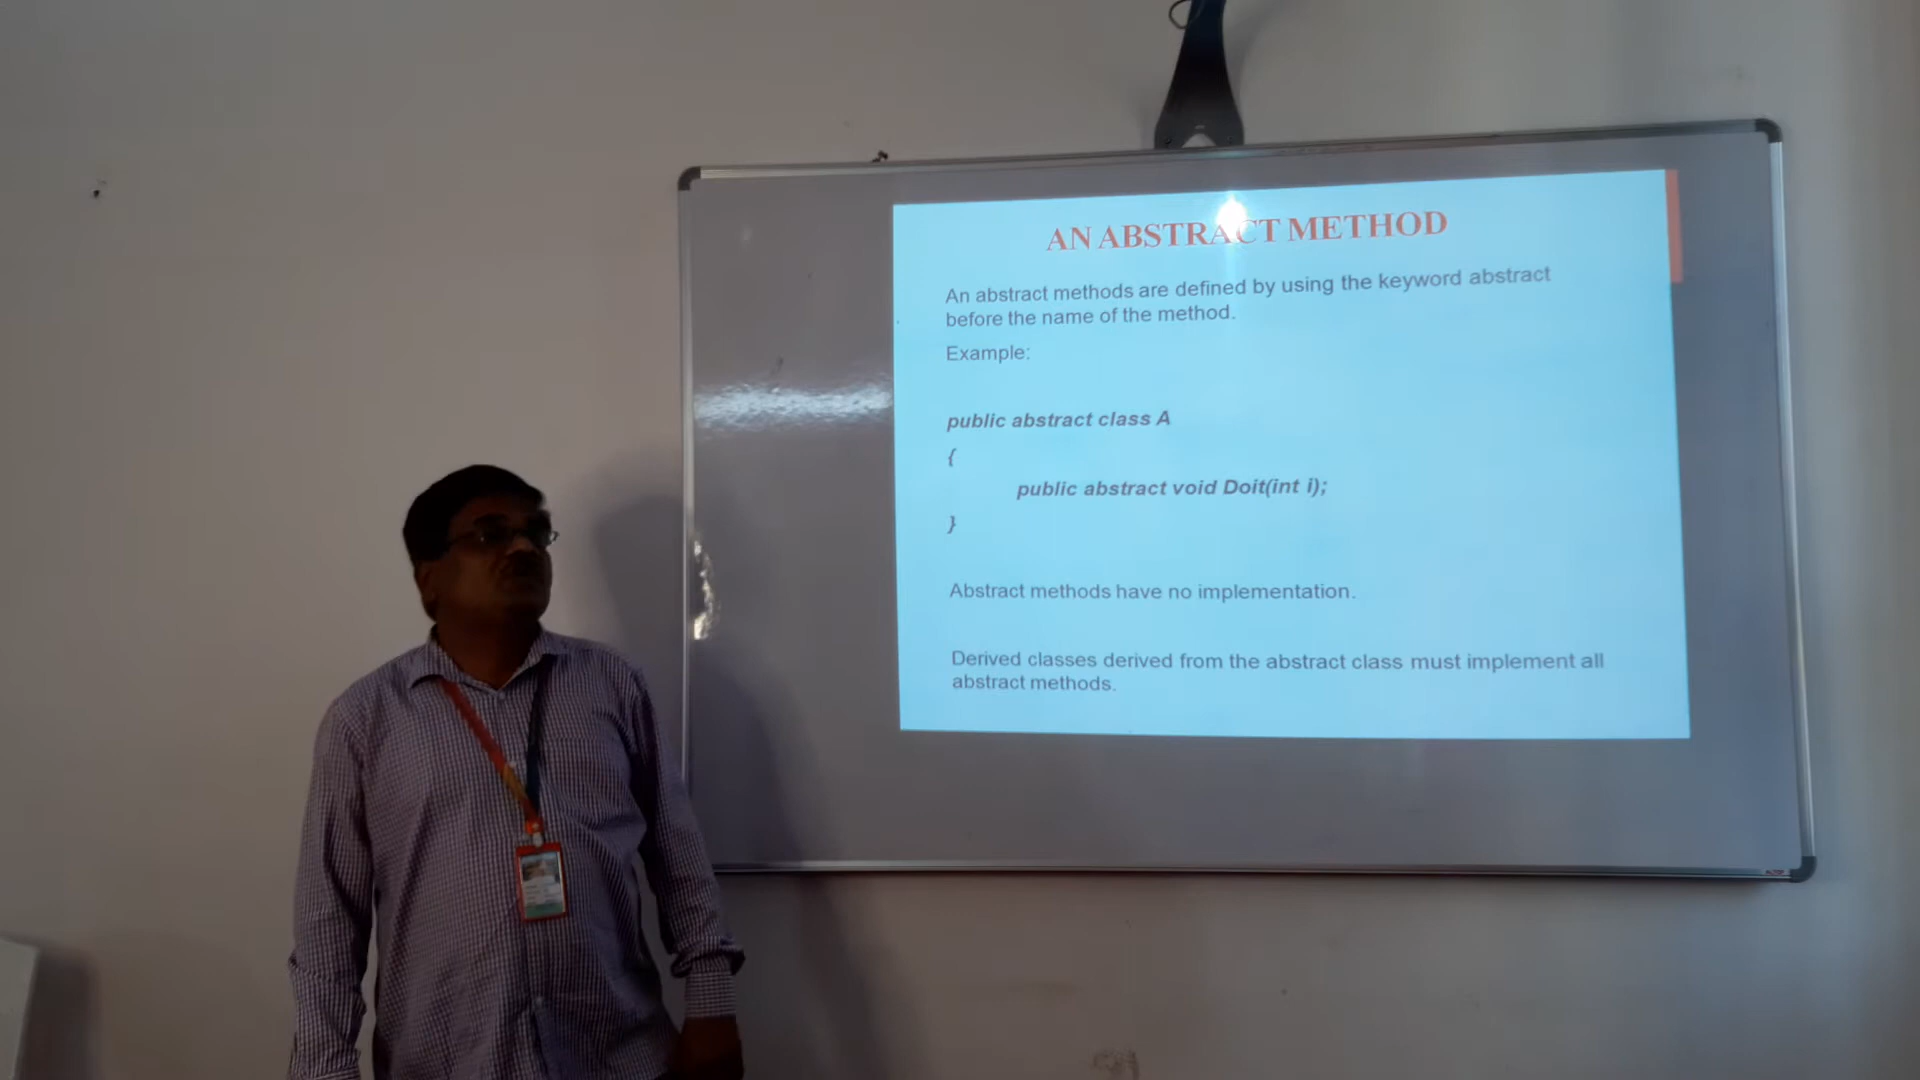 AN ABSTRACT METHOD
An abstract methods are defined by using the keyword abstract
before the name of the method.
Example:
public abstract class A
{
public abstract void Doit(int i);
}
Abstract methods have no implementation.
Derived classes derived from the abstract class must implement all
abstract methods.